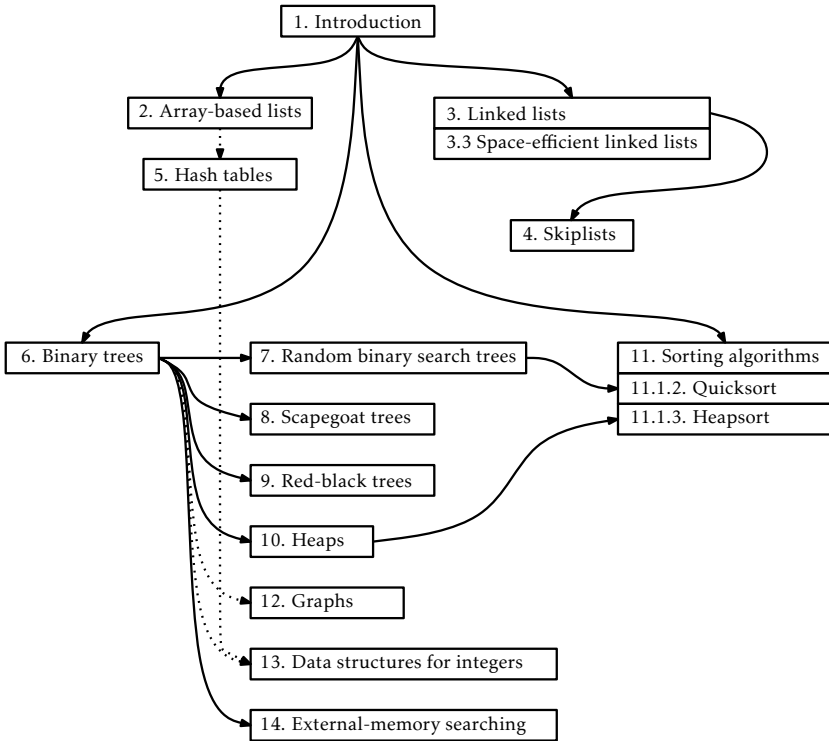 1. Introduction
2. Array-based lists
3. Linked lists
3.3 Space-efficient linked lists
5. Hash tables
4. Skiplists
6. Binary trees
7. Random binary search trees
11. Sorting algorithms
11.1.2. Quicksort
8. Scapegoat trees
11.1.3. Heapsort
9. Red-black trees
10. Heaps
12. Graphs
13. Data structures for integers
14. External-memory searching